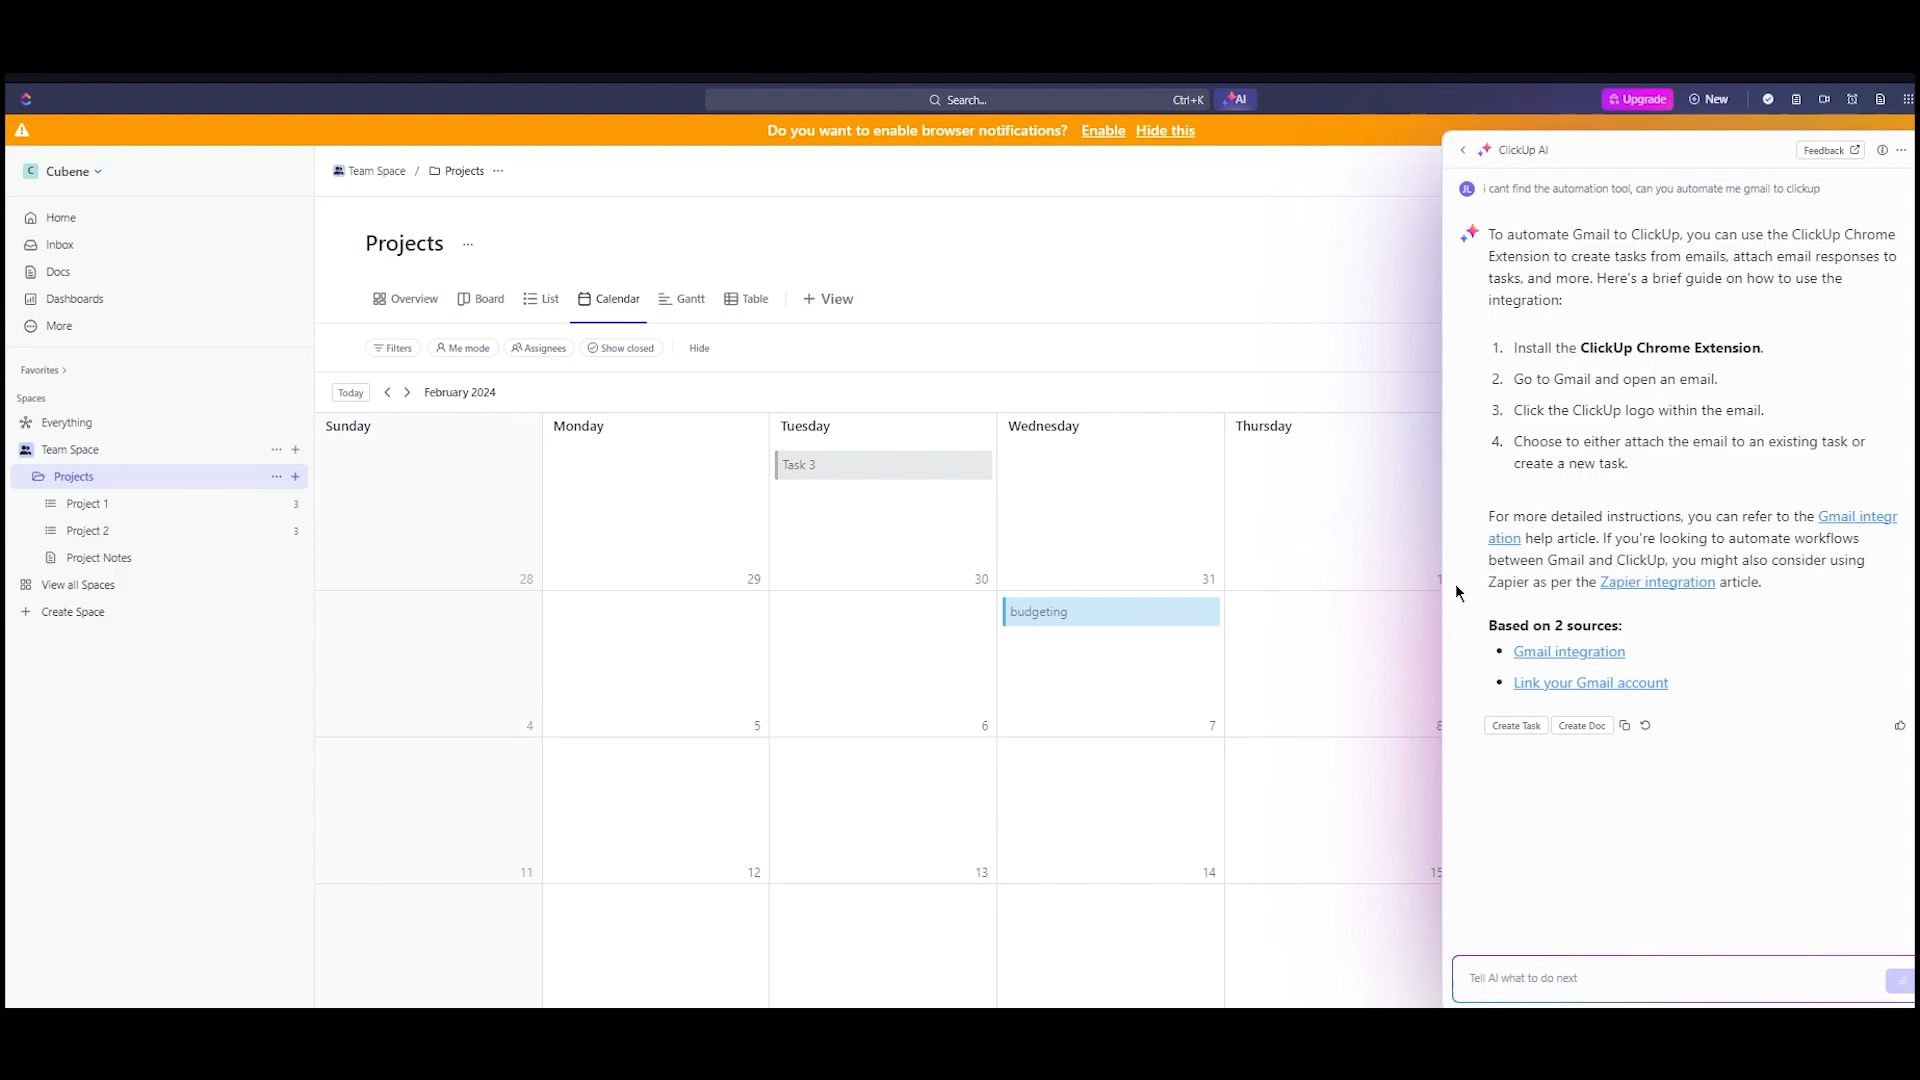 Search... Ctrl+K AI Upgrade New
Do you want to enable browser notifications? Enable Hide this
C Cubene
Home
Inbox
Docs
Dashboards
More
Favorites
Spaces
Everything
Team Space
Projects
Project 1 3
Project 2 3
Project Notes
View all Spaces
Create Space
Team Space / Projects
Projects
Overview Board List Calendar Gantt Table + View
Filters Me mode Assignees Show closed Hide
Today February 2024
Sunday Monday Tuesday Wednesday Thursday
Task 3
28 29 30 31 1
budgeting
4 5 6 7 8
11 12 13 14 15
ClickUp AI Feedback
JL i cant find the automation tool, can you automate me gmail to clickup
To automate Gmail to ClickUp, you can use the ClickUp Chrome
Extension to create tasks from emails, attach email responses to
tasks, and more. Here's a brief guide on how to use the
integration:
1. Install the ClickUp Chrome Extension.
2. Go to Gmail and open an email.
3. Click the ClickUp logo within the email.
4. Choose to either attach the email to an existing task or
create a new task.
For more detailed instructions, you can refer to the Gmail integr
ation help article. If you're looking to automate workflows
between Gmail and ClickUp, you might also consider using
Zapier as per the Zapier integration article.
Based on 2 sources:
• Gmail integration
• Link your Gmail account
Create Task Create Doc
Tell AI what to do next